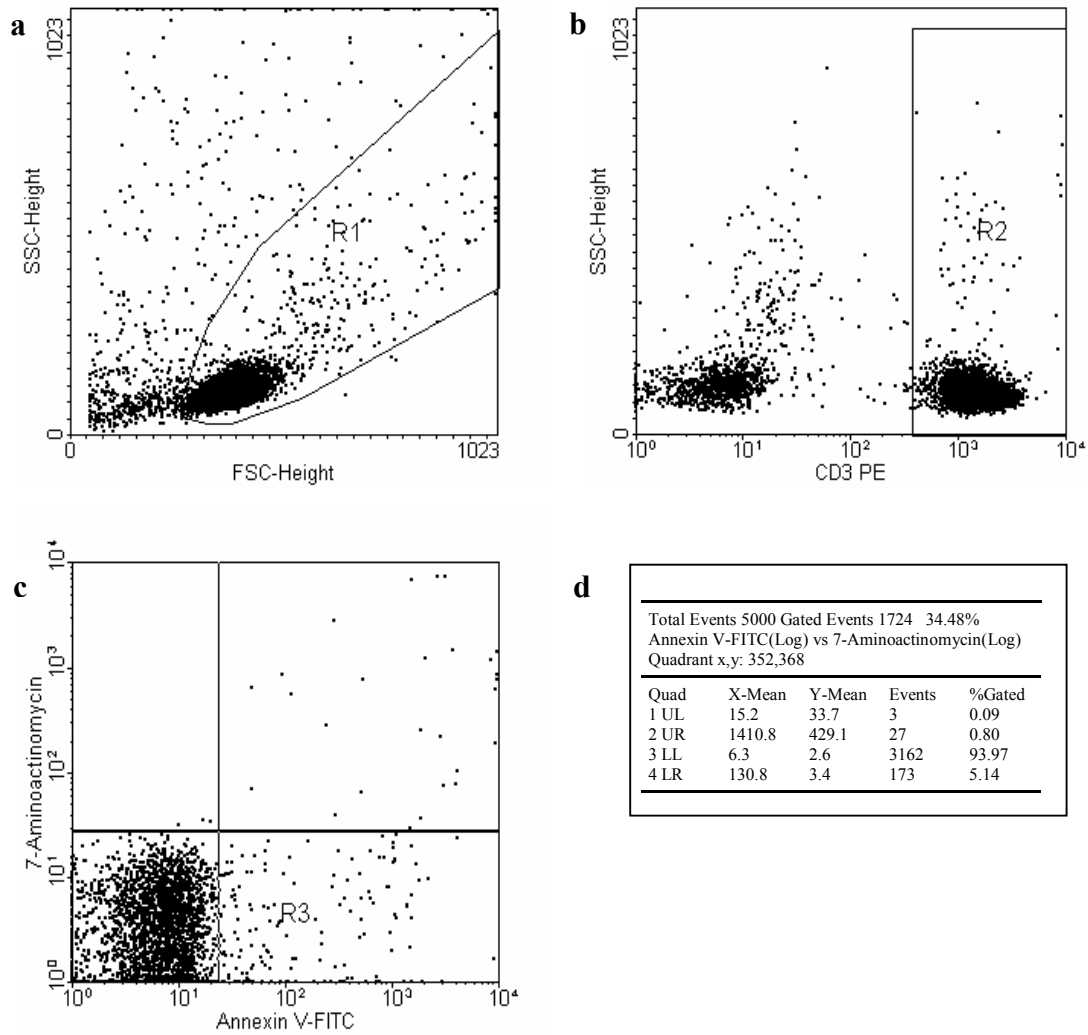 a
1023
SSC-Height
R1
0
0
1023
FSC-Height
b
1023
SSC-Height
R2
0
10⁰
10¹
10²
10³
10⁴
CD3 PE
c
10⁴
10³
10²
10¹
10⁰
7-Aminoactinomycin
R3
10⁰
10¹
10²
10³
10⁴
Annexin V-FITC
d
Total Events 5000 Gated Events 1724 34.48%
Annexin V-FITC(Log) vs 7-Aminoactinomycin(Log)
Quadrant x,y: 352,368
Quad X-Mean Y-Mean Events %Gated
1 UL 15.2 33.7 3 0.09
2 UR 1410.8 429.1 27 0.80
3 LL 6.3 2.6 3162 93.97
4 LR 130.8 3.4 173 5.14